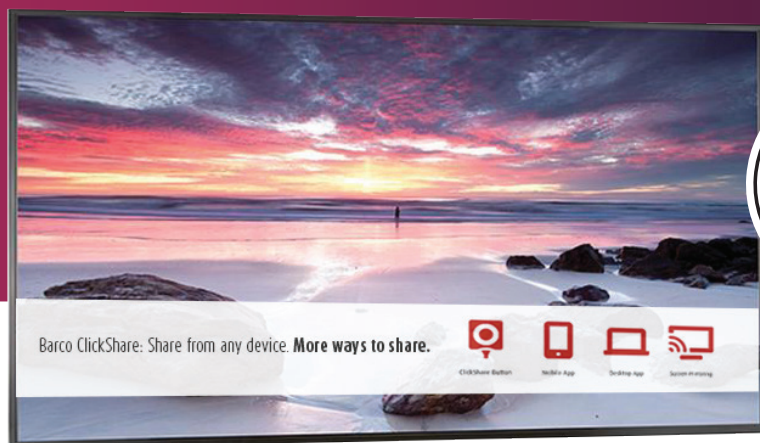 Barco ClickShare: Share from any device. More ways to share.
ClickShare Button
Mobile App
Desktop App
Screen mirroring